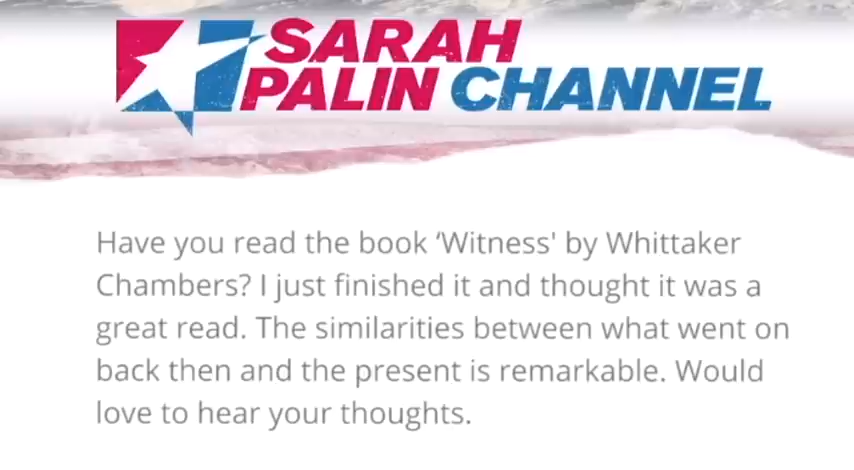 SARAH
PALIN CHANNEL
Have you read the book ‘Witness' by Whittaker
Chambers? I just finished it and thought it was a
great read. The similarities between what went on
back then and the present is remarkable. Would
love to hear your thoughts.